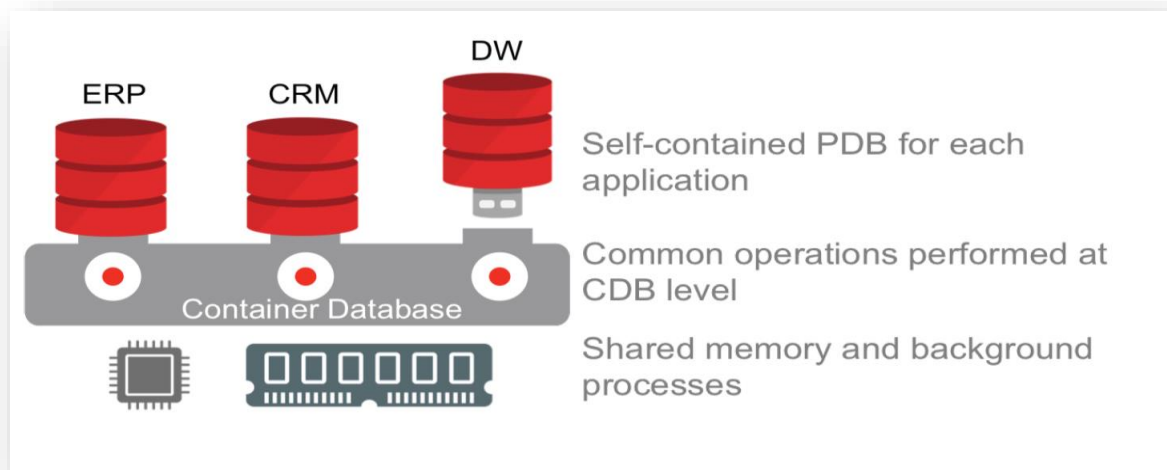 DW
ERP
CRM
Self-contained PDB for each
application
Common operations performed at
CDB level
Container Database
Shared memory and background
processes